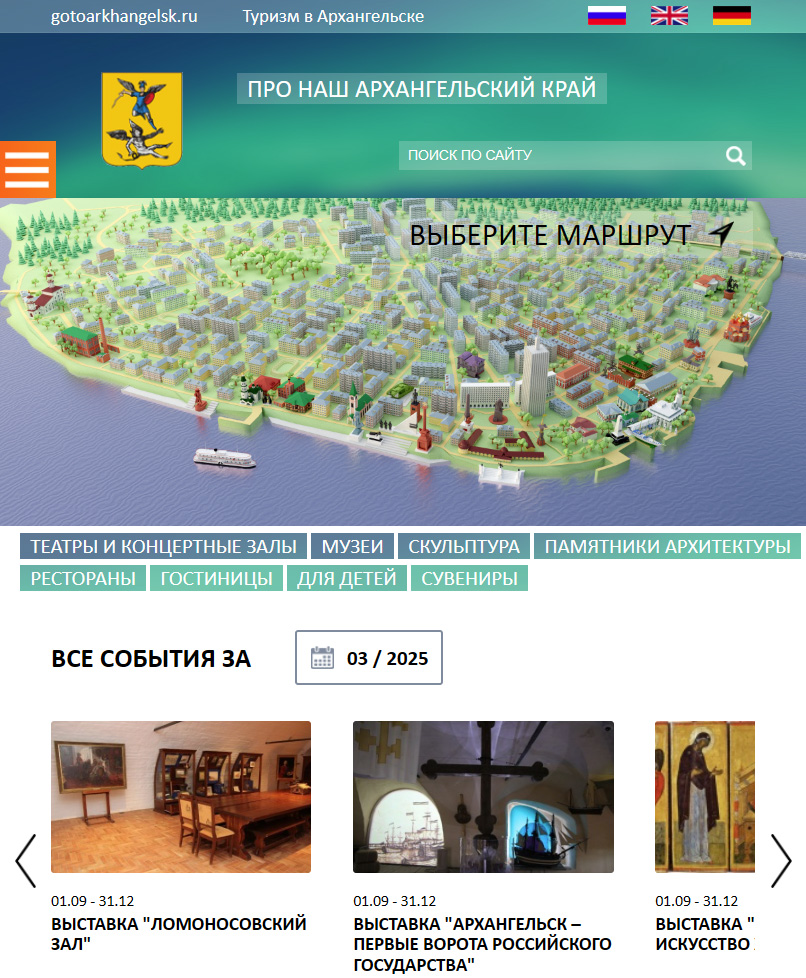 gotoarkhangelsk.ru Туризм в Архангельске
ПРО НАШ АРХАНГЕЛЬСКИЙ КРАЙ
ПОИСК ПО САЙТУ
ВЫБЕРИТЕ МАРШРУТ
ТЕАТРЫ И КОНЦЕРТНЫЕ ЗАЛЫ МУЗЕИ СКУЛЬПТУРА ПАМЯТНИКИ АРХИТЕКТУРЫ
РЕСТОРАНЫ ГОСТИНИЦЫ ДЛЯ ДЕТЕЙ СУВЕНИРЫ
ВСЕ СОБЫТИЯ ЗА 03 / 2025
01.09 - 31.12
ВЫСТАВКА "ЛОМОНОСОВСКИЙ
ЗАЛ"
01.09 - 31.12
ВЫСТАВКА "АРХАНГЕЛЬСК –
ПЕРВЫЕ ВОРОТА РОССИЙСКОГО
ГОСУДАРСТВА"
01.09 - 31.12
ВЫСТАВКА "
ИСКУССТВО